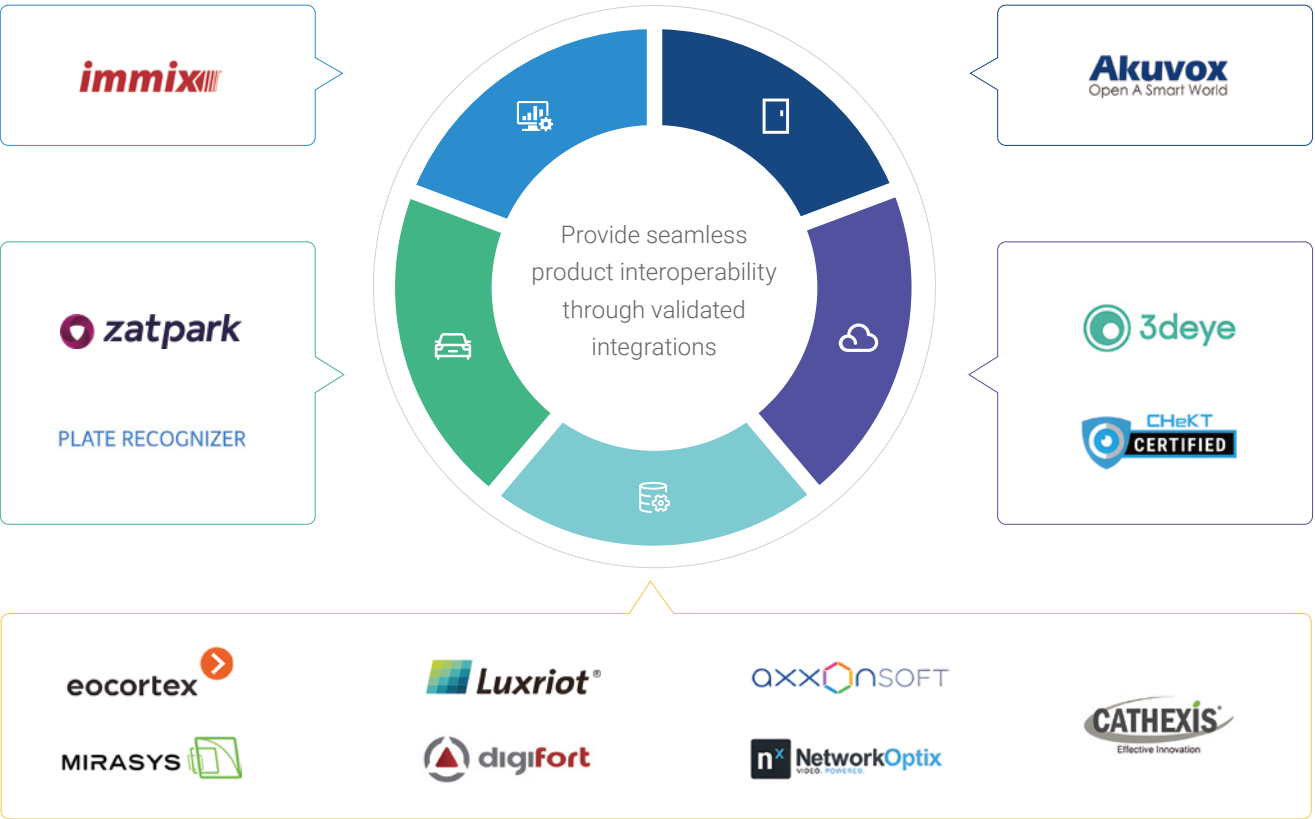 immix
Akuvox
Open A Smart World
Provide seamless
product interoperability
through validated
integrations
zatpark
PLATE RECOGNIZER
3deye
CHeKT
CERTIFIED
eocortex
Luxriot®
axxonsoft
CATHEXIS
Effective Innovation
MIRASYS
digifort
nx NetworkOptix
VIDEO. POWERED.